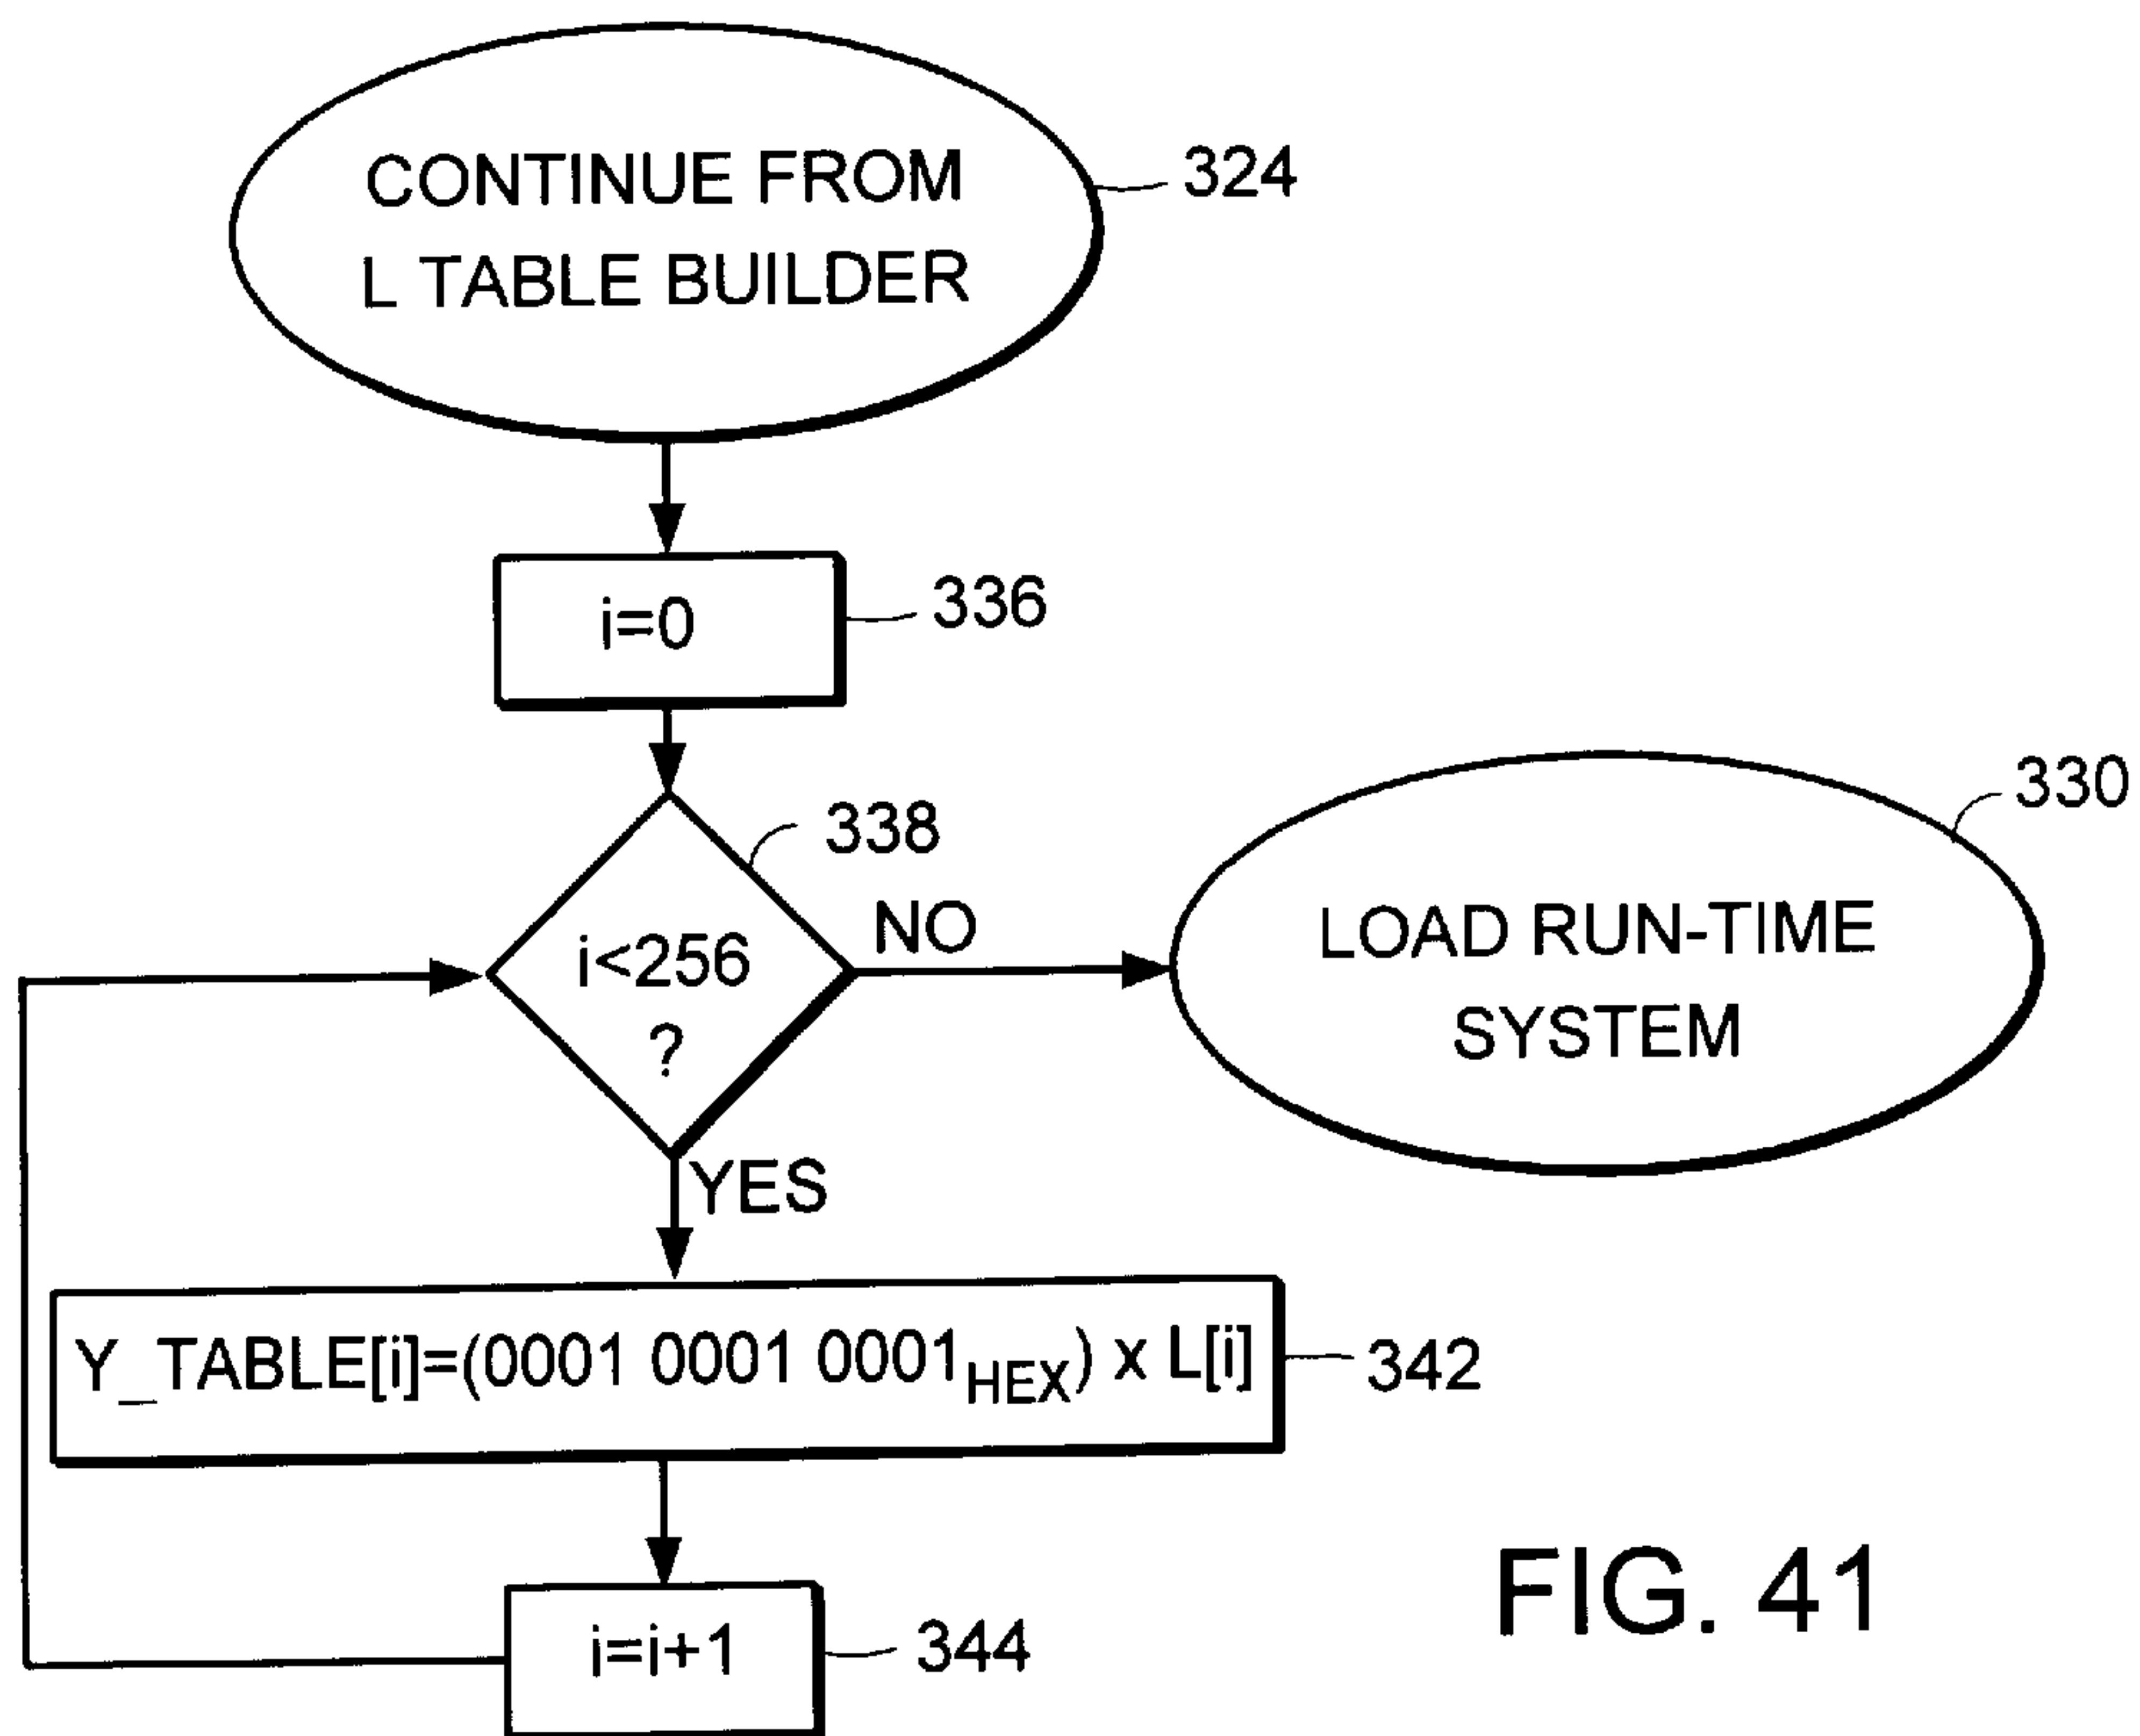 CONTINUE FROM
L TABLE BUILDER
324
i=0
336
338
i<256
?
NO
YES
330
LOAD RUN-TIME
SYSTEM
Y_TABLE[i]=(0001 0001 0001HEX) x L[i]
342
i=i+1
344
FIG. 41